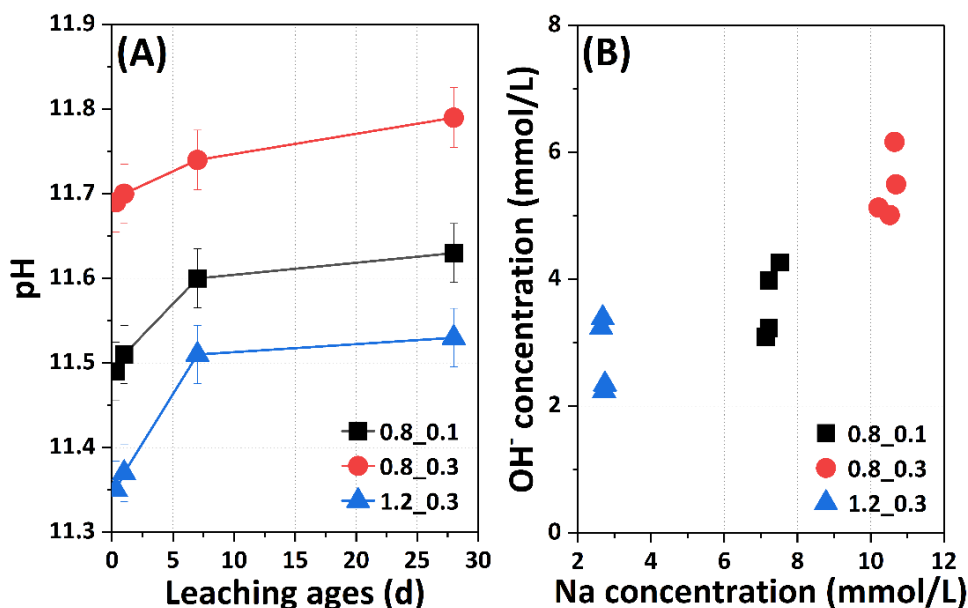 (A)
11.9
11.8
11.7
11.6
11.5
11.4
11.3
pH
0 5 10 15 20 25 30
Leaching ages (d)
0.8_0.1
0.8_0.3
1.2_0.3
(B)
8
6
4
2
0
OH⁻ concentration (mmol/L)
2 4 6 8 10 12
Na concentration (mmol/L)
0.8_0.1
0.8_0.3
1.2_0.3